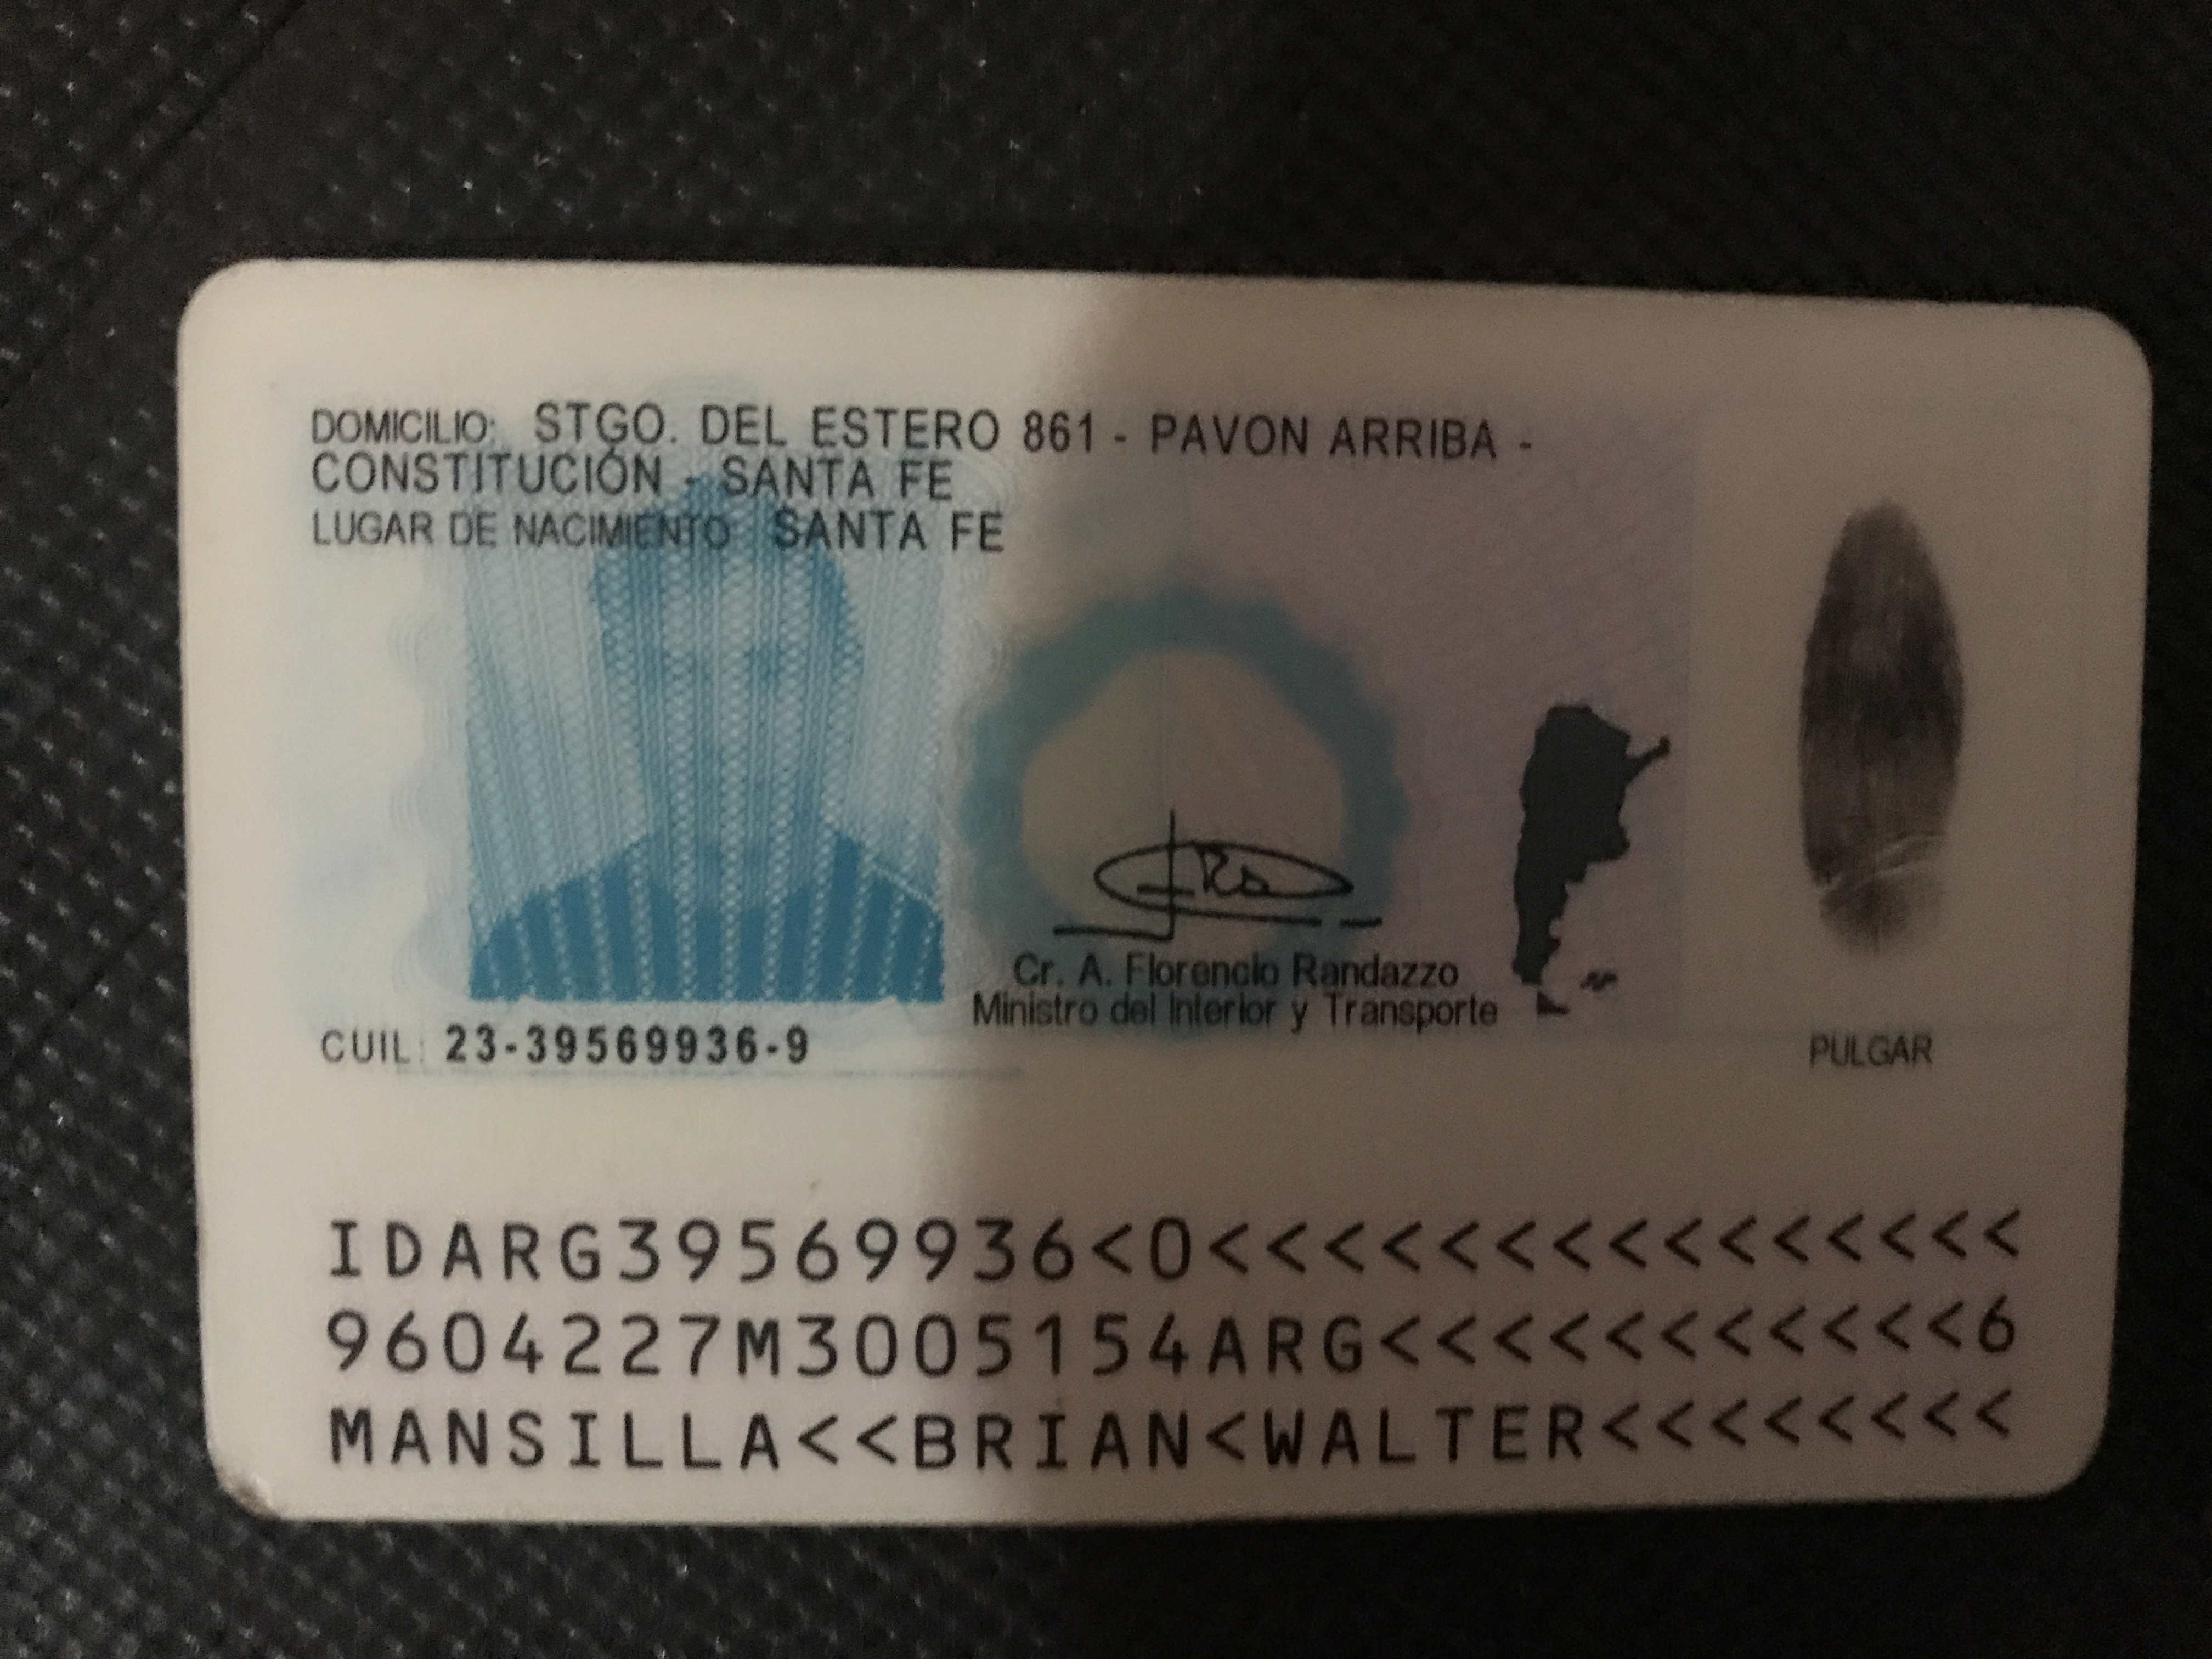 DOMICILIO: STGO. DEL ESTERO 861 - PAVON ARRIBA -
CONSTITUCIÓN - SANTA FE
LUGAR DE NACIMIENTO: SANTA FE
Cr. A. Florencio Randazzo
Ministro del Interior y Transporte
CUIL: 23-39569936-9
PULGAR
IDARG39569936<0<<<<<<<<<<<<<<<
9604227M3005154ARG<<<<<<<<<<<6
MANSILLA<<BRIAN<WALTER<<<<<<<<